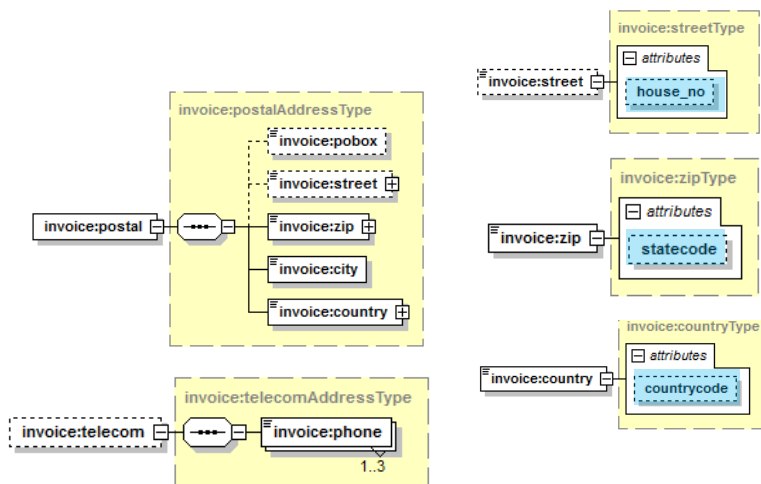 invoice:postalAddressType
invoice:pobox
invoice:street
invoice:postal
invoice:zip
invoice:city
invoice:country
invoice:telecomAddressType
invoice:telecom
invoice:phone
1..3
invoice:streetType
attributes
invoice:street
house_no
invoice:zipType
attributes
invoice:zip
statecode
invoice:countryType
attributes
invoice:country
countrycode